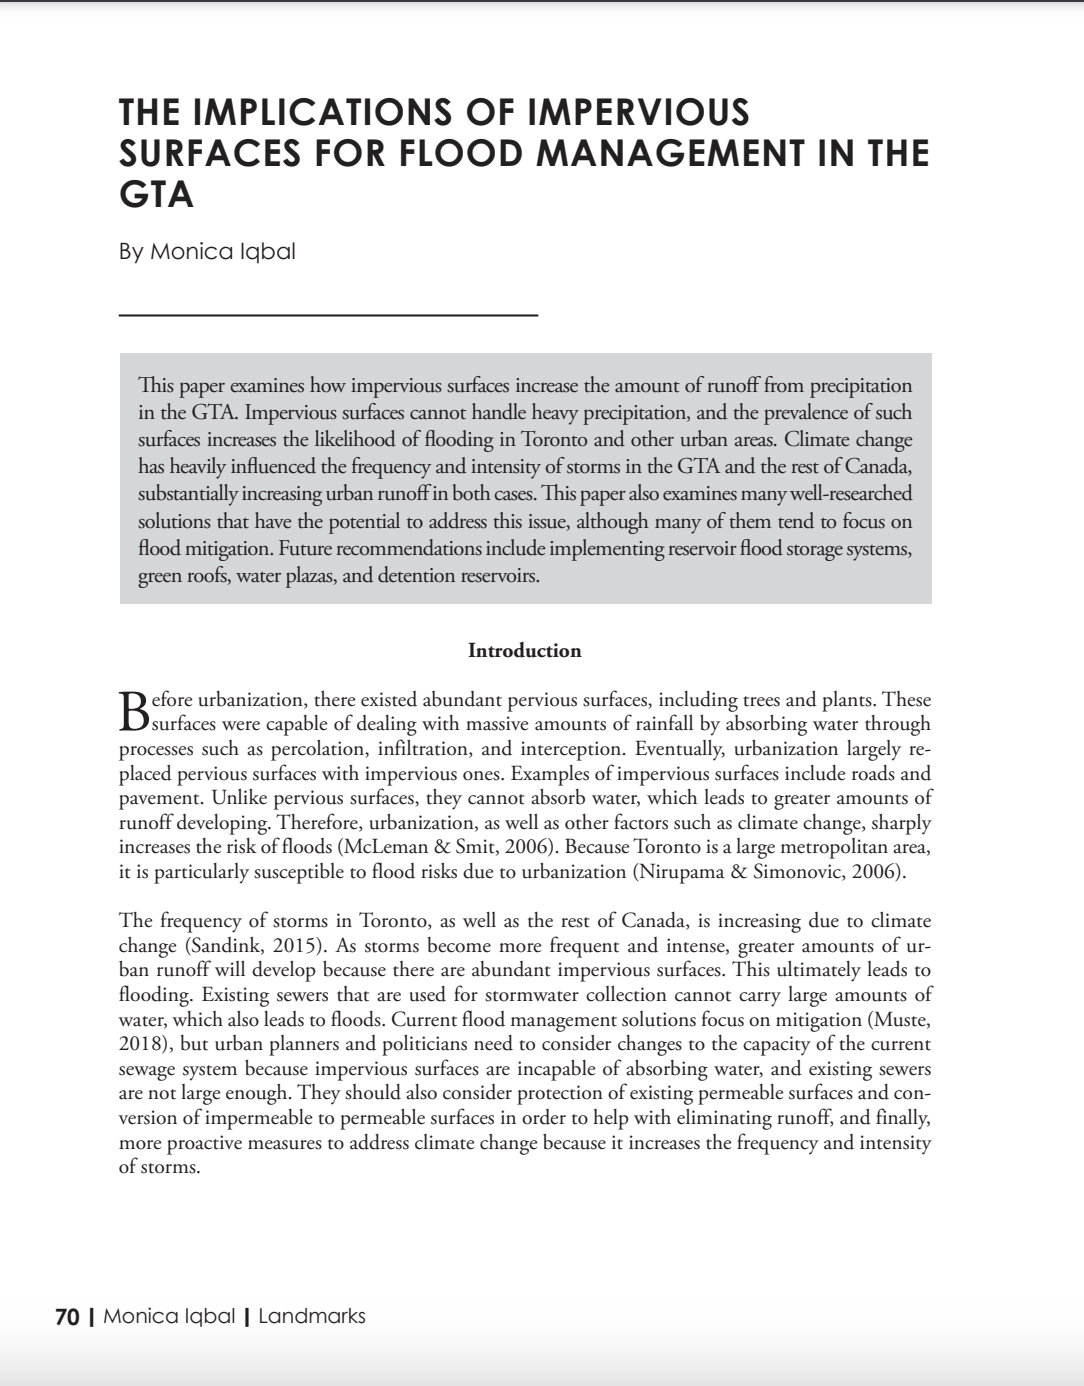 THE IMPLICATIONS OF IMPERVIOUS
SURFACES FOR FLOOD MANAGEMENT IN THE
GTA
By Monica Iqbal
This paper examines how impervious surfaces increase the amount of runoff from precipitation
in the GTA. Impervious surfaces cannot handle heavy precipitation, and the prevalence of such
surfaces increases the likelihood of flooding in Toronto and other urban areas. Climate change
has heavily influenced the frequency and intensity of storms in the GTA and the rest of Canada,
substantially increasing urban runoff in both cases. This paper also examines many well-researched
solutions that have the potential to address this issue, although many of them tend to focus on
flood mitigation. Future recommendations include implementing reservoir flood storage systems,
green roofs, water plazas, and detention reservoirs.
Introduction
Before urbanization, there existed abundant pervious surfaces, including trees and plants. These
surfaces were capable of dealing with massive amounts of rainfall by absorbing water through
processes such as percolation, infiltration, and interception. Eventually, urbanization largely re-
placed pervious surfaces with impervious ones. Examples of impervious surfaces include roads and
pavement. Unlike pervious surfaces, they cannot absorb water, which leads to greater amounts of
runoff developing. Therefore, urbanization, as well as other factors such as climate change, sharply
increases the risk of floods (McLeman & Smit, 2006). Because Toronto is a large metropolitan area,
it is particularly susceptible to flood risks due to urbanization (Nirupama & Simonovic, 2006).
The frequency of storms in Toronto, as well as the rest of Canada, is increasing due to climate
change (Sandink, 2015). As storms become more frequent and intense, greater amounts of ur-
ban runoff will develop because there are abundant impervious surfaces. This ultimately leads to
flooding. Existing sewers that are used for stormwater collection cannot carry large amounts of
water, which also leads to floods. Current flood management solutions focus on mitigation (Muste,
2018), but urban planners and politicians need to consider changes to the capacity of the current
sewage system because impervious surfaces are incapable of absorbing water, and existing sewers
are not large enough. They should also consider protection of existing permeable surfaces and con-
version of impermeable to permeable surfaces in order to help with eliminating runoff, and finally,
more proactive measures to address climate change because it increases the frequency and intensity
of storms.
70 | Monica Iqbal | Landmarks